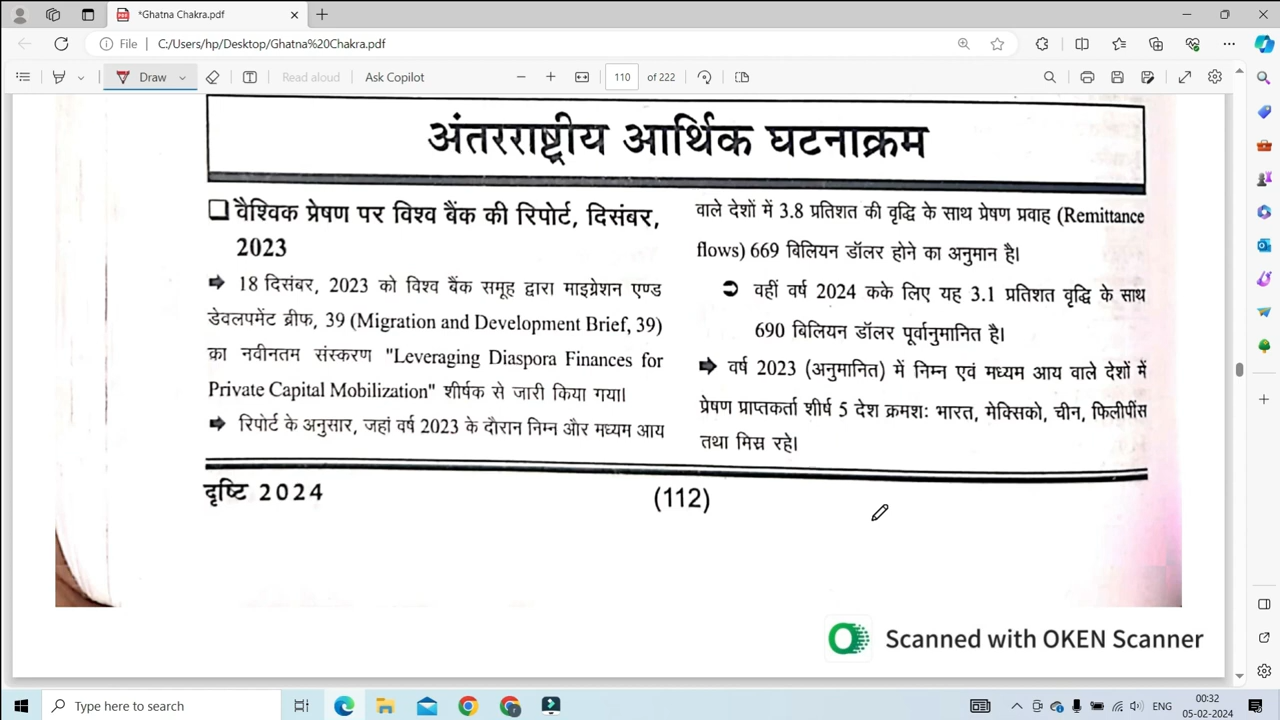 *Ghatna Chakra.pdf
File
C:/Users/hp/Desktop/Ghatna%20Chakra.pdf
Draw
Read aloud
Ask Copilot
110
of 222
अंतरराष्ट्रीय आर्थिक घटनाक्रम
वैश्विक प्रेषण पर विश्व बैंक की रिपोर्ट, दिसंबर,
2023
18 दिसंबर, 2023 को विश्व बैंक समूह द्वारा माइग्रेशन एण्ड
डेवलपमेंट ब्रीफ, 39 (Migration and Development Brief, 39)
का नवीनतम संस्करण "Leveraging Diaspora Finances for
Private Capital Mobilization" शीर्षक से जारी किया गया।
रिपोर्ट के अनुसार, जहां वर्ष 2023 के दौरान निम्न और मध्यम आय
वाले देशों में 3.8 प्रतिशत की वृद्धि के साथ प्रेषण प्रवाह (Remittance
flows) 669 बिलियन डॉलर होने का अनुमान है।
वहीं वर्ष 2024 कके लिए यह 3.1 प्रतिशत वृद्धि के साथ
690 बिलियन डॉलर पूर्वानुमानित है।
वर्ष 2023 (अनुमानित) में निम्न एवं मध्यम आय वाले देशों में
प्रेषण प्राप्तकर्ता शीर्ष 5 देश क्रमश: भारत, मेक्सिको, चीन, फिलीपींस
तथा मिस्र रहे।
दृष्टि 2024
(112)
Scanned with OKEN Scanner
Type here to search
ENG
00:32
05-02-2024